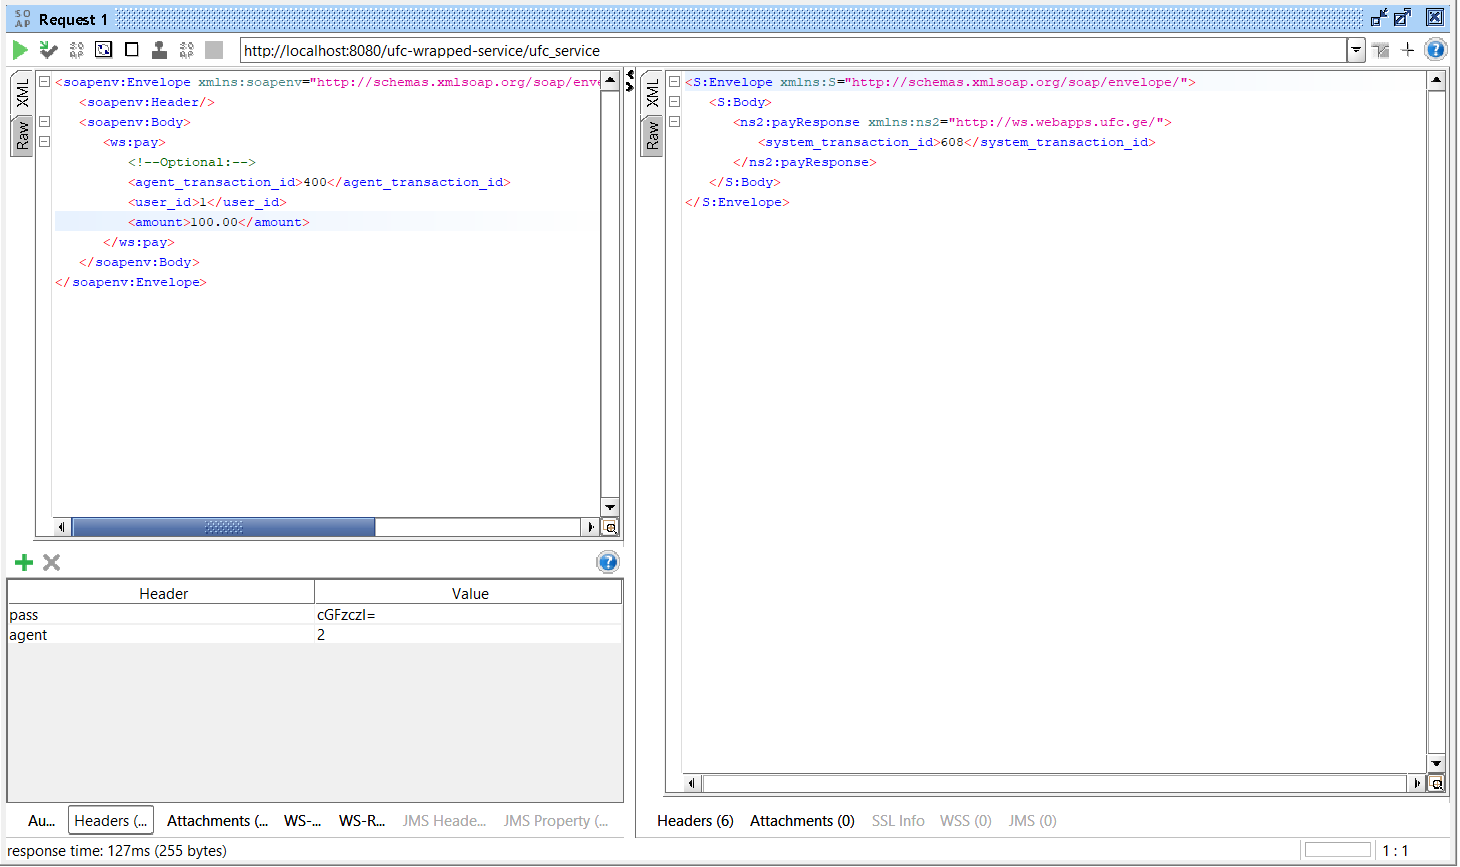 SO
AP
Request 1
http://localhost:8080/ufc-wrapped-service/ufc_service
XML
Raw
<soapenv:Envelope xmlns:soapenv="http://schemas.xmlsoap.org/soap/enve
<soapenv:Header/>
<soapenv:Body>
<ws:pay>
<!--Optional:-->
<agent_transaction_id>400</agent_transaction_id>
<user_id>1</user_id>
<amount>100.00</amount>
</ws:pay>
</soapenv:Body>
</soapenv:Envelope>
Header Value
pass cGFzczI=
agent 2
Au... Headers (... Attachments (... WS-... WS-R... JMS Heade... JMS Property (...
XML
Raw
<S:Envelope xmlns:S="http://schemas.xmlsoap.org/soap/envelope/">
<S:Body>
<ns2:payResponse xmlns:ns2="http://ws.webapps.ufc.ge/">
<system_transaction_id>608</system_transaction_id>
</ns2:payResponse>
</S:Body>
</S:Envelope>
Headers (6) Attachments (0) SSL Info WSS (0) JMS (0)
response time: 127ms (255 bytes)
1 : 1